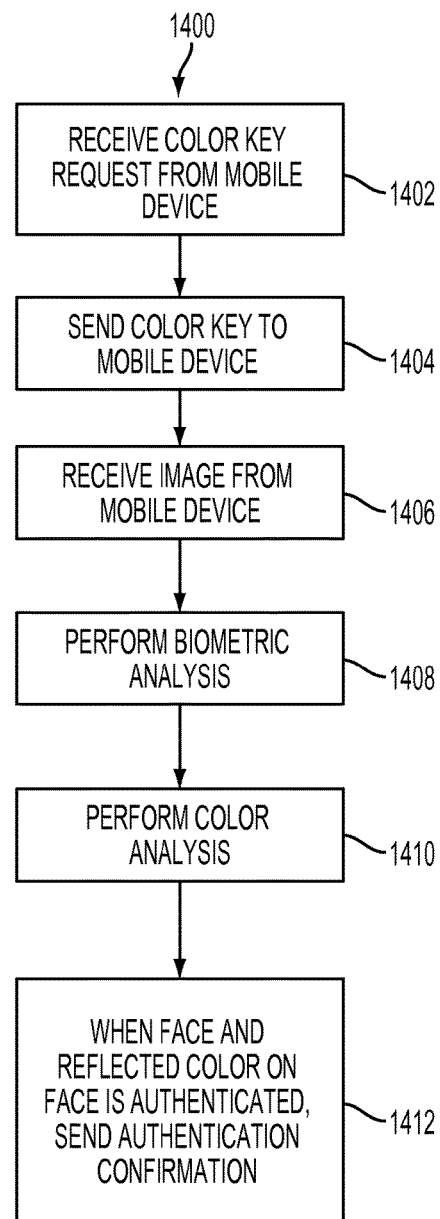 1400
RECEIVE COLOR KEY
REQUEST FROM MOBILE
DEVICE
1402
SEND COLOR KEY TO
MOBILE DEVICE
1404
RECEIVE IMAGE FROM
MOBILE DEVICE
1406
PERFORM BIOMETRIC
ANALYSIS
1408
PERFORM COLOR
ANALYSIS
1410
WHEN FACE AND
REFLECTED COLOR ON
FACE IS AUTHENTICATED,
SEND AUTHENTICATION
CONFIRMATION
1412